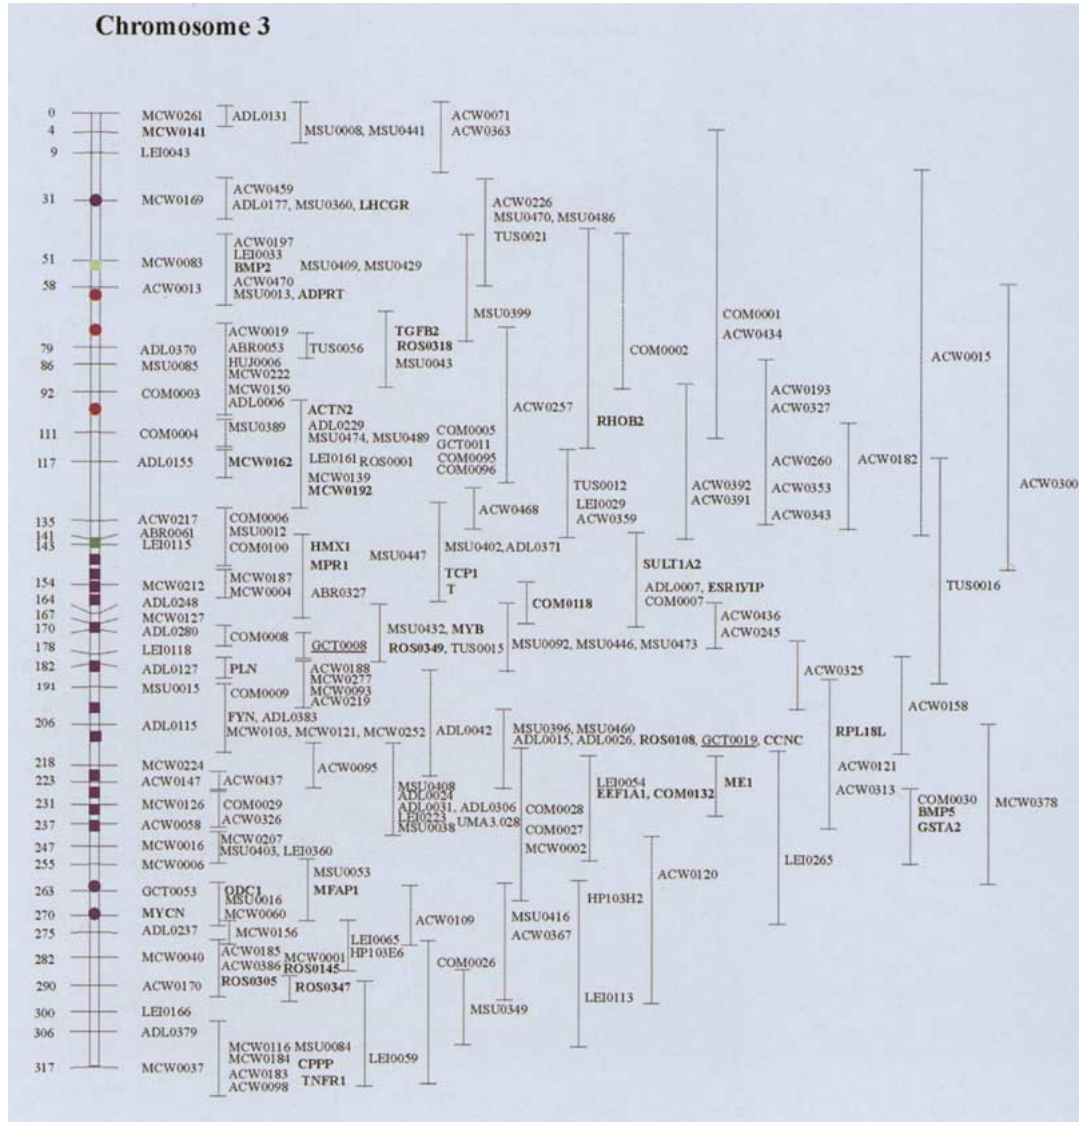 Chromosome 3
0 MCW0261 ADL0131 ACW0071
4 MCW0141 MSU0008, MSU0441 ACW0363
9 LEI0043
ACW0459
31 MCW0169 ADL0177, MSU0360, LHCGR ACW0226
MSU0470, MSU0486
ACW0197 TUS0021
LEI0033
51 MCW0083 BMP2 MSU0409, MSU0429
58 ACW0013 ACW0470
MSU0013, ADPRT MSU0399 COM0001
ACW0019 TGFB2 ACW0434
79 ADL0370 ABR0053 TUS0056 ROS0318 COM0002 ACW0015
86 MSU0085 HUJ0006 MSU0043
MCW0222
92 COM0003 MCW0150 ACW0193
ADL0006 ACTN2 ACW0257 ACW0327
111 COM0004 MSU0389 ADL0229 COM0005 RHOB2
MSU0474, MSU0489 GCT0011
117 ADL0155 MCW0162 LEI0161 ROS0001 COM0095 ACW0260 ACW0182
MCW0139 COM0096 ACW0300
MCW0192 TUS0012 ACW0392 ACW0353
LEI0029 ACW0391
135 ACW0217 COM0006 ACW0468 ACW0359 ACW0343
141 ABR0061 MSU0012
143 LEI0115 COM0100 HMX1 MSU0447 MSU0402,ADL0371
MPR1 SULT1A2
154 MCW0212 MCW0187 TCP1 ADL0007, ESR1YIP TUS0016
MCW0004 ABR0327 T
164 ADL0248 COM0118 COM0007
167 MCW0127 ACW0436
170 ADL0280 COM0008 MSU0432, MYB ACW0245
178 LEI0118 GCT0008 ROS0349, TUS0015 MSU0092, MSU0446, MSU0473
182 ADL0127 PLN ACW0188 ACW0325
MCW0277
191 MSU0015 COM0009 MCW0093
ACW0219 ACW0158
206 ADL0115 FYN, ADL0383 ADL0042 MSU0396, MSU0460 RPL18L
MCW0103, MCW0121, MCW0252 ADL0015, ADL0026, ROS0108, GCT0019, CCNC
218 MCW0224 ACW0095 ACW0121
223 ACW0147 ACW0437 MSU0408 LEI0054 ME1
ADL0024 EEF1A1, COM0132 ACW0313
231 MCW0126 COM0029 ADL0031, ADL0306 COM0028 COM0030 MCW0378
ACW0326 LEI0223 UMA3.028 BMP5
237 ACW0058 MSU0038 COM0027 GSTA2
247 MCW0016 MCW0207 MCW0002
MSU0403, LEI0360
255 MCW0006 MSU0053 LEI0265
ACW0120
263 GCT0053 ODC1 MFAP1 HP103H2
MSU0016
270 MYCN MCW0060 MSU0416
275 ADL0237 MCW0156 LEI0065 ACW0109 ACW0367
282 MCW0040 ACW0185 MCW0001 HP103E6
ACW0386 ROS0145 COM0026
290 ACW0170 ROS0305 ROS0347
LEI0113
300 LEI0166 MSU0349
306 ADL0379
MCW0116 MSU0084
MCW0184 LEI0059
317 MCW0037 ACW0183 CPPP
ACW0098 TNFR1